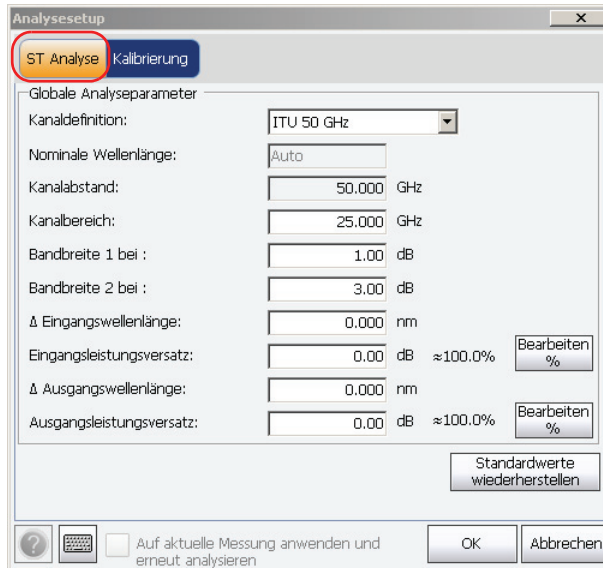 Analysesetup
ST Analyse Kalibrierung
Globale Analyseparameter
Kanaldefinition: ITU 50 GHz
Nominale Wellenlänge: Auto
Kanalabstand: 50.000 GHz
Kanalbereich: 25.000 GHz
Bandbreite 1 bei : 1.00 dB
Bandbreite 2 bei : 3.00 dB
Δ Eingangswellenlänge: 0.000 nm
Eingangsleistungsversatz: 0.00 dB ≈100.0% Bearbeiten
%
Δ Ausgangswellenlänge: 0.000 nm
Ausgangsleistungsversatz: 0.00 dB ≈100.0% Bearbeiten
%
Standardwerte
wiederherstellen
Auf aktuelle Messung anwenden und
erneut analysieren
OK Abbrechen